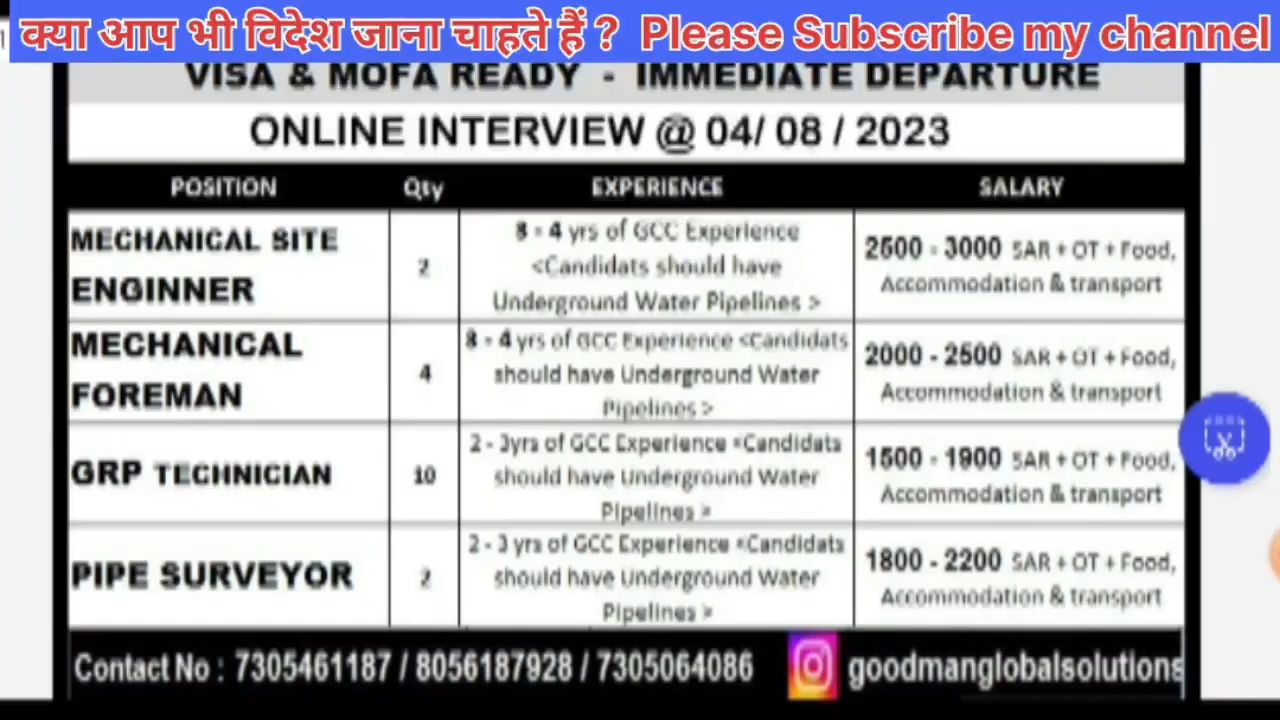 क्या आप भी विदेश जाना चाहते हैं ? Please Subscribe my channel
VISA & MOFA READY - IMMEDIATE DEPARTURE
ONLINE INTERVIEW @ 04/ 08 / 2023
POSITION Qty EXPERIENCE SALARY
MECHANICAL SITE
ENGINNER
2
8 - 4 yrs of GCC Experience
<Candidats should have
Underground Water Pipelines >
2500 - 3000 SAR + OT + Food,
Accommodation & transport
MECHANICAL
FOREMAN
4
8 - 4 yrs of GCC Experience <Candidats
should have Underground Water
Pipelines >
2000 - 2500 SAR + OT + Food,
Accommodation & transport
GRP TECHNICIAN
10
2 - 3yrs of GCC Experience <Candidats
should have Underground Water
Pipelines >
1500 - 1900 SAR + OT + Food,
Accommodation & transport
PIPE SURVEYOR
2
2 - 3 yrs of GCC Experience <Candidats
should have Underground Water
Pipelines >
1800 - 2200 SAR + OT + Food,
Accommodation & transport
Contact No : 7305461187 / 8056187928 / 7305064086 goodmanglobalsolutions